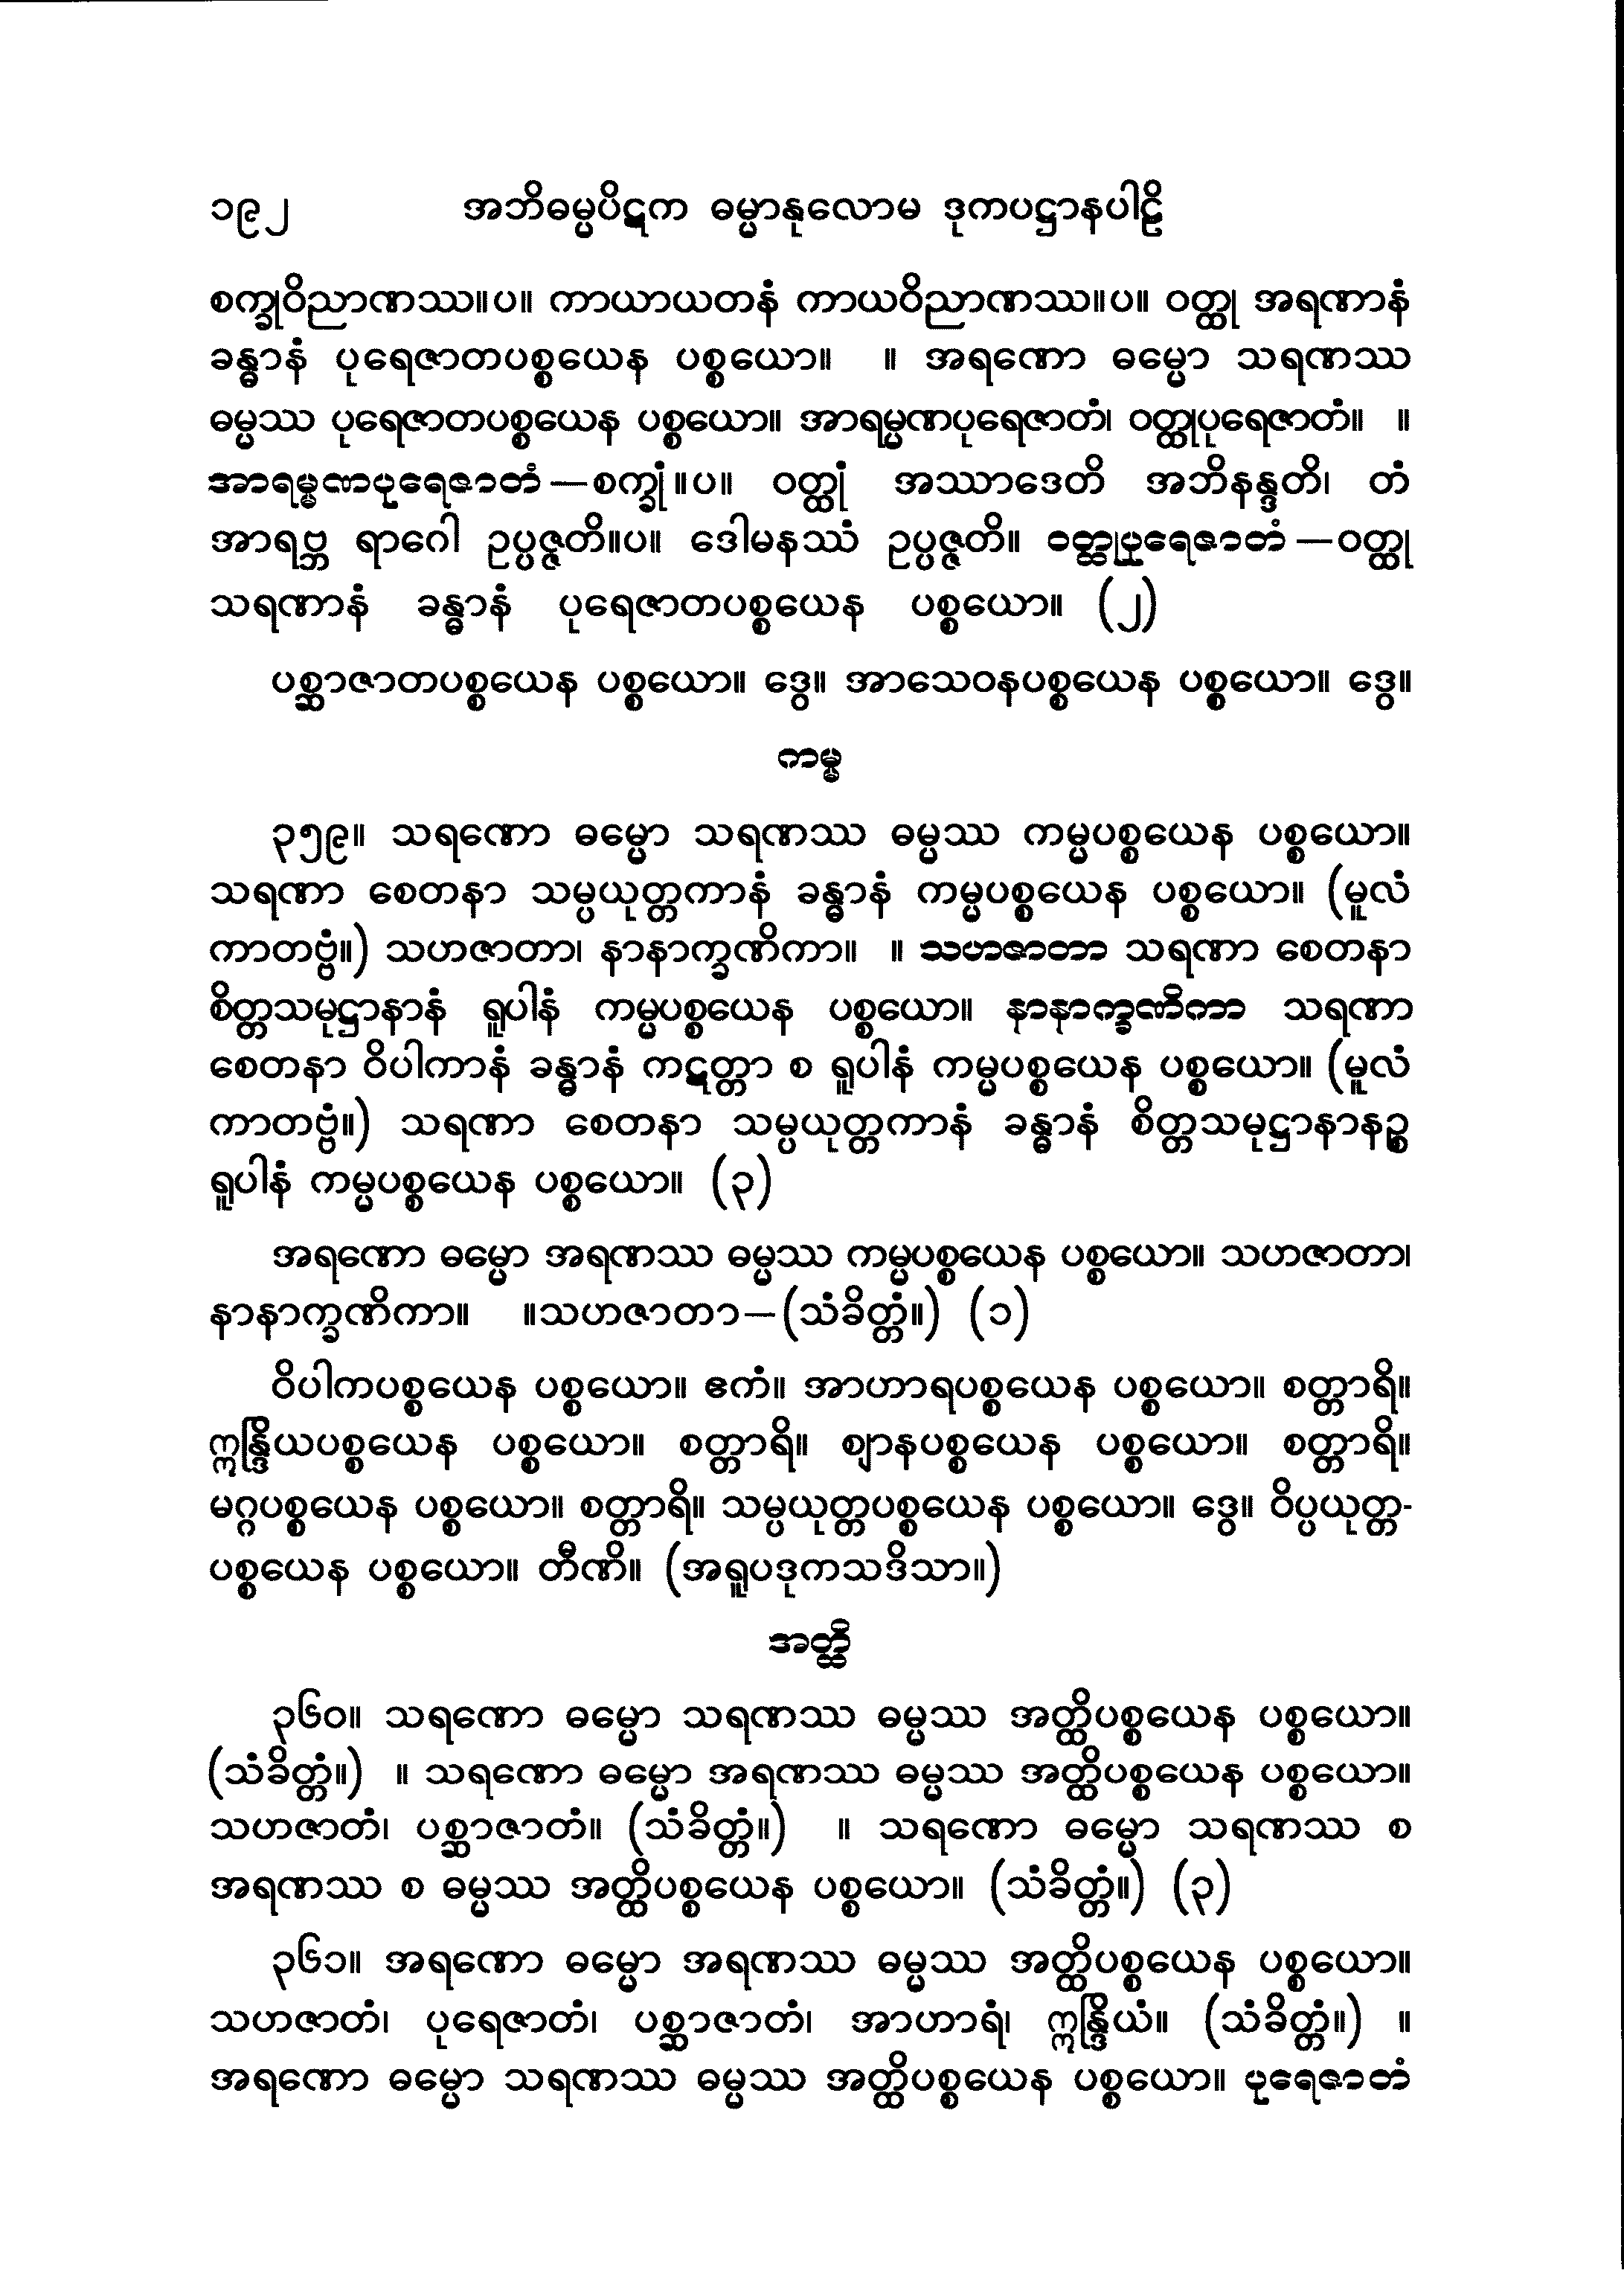 ၁၉၂ အဘိဓမ္မပိဋက ဓမ္မာနုလောမ ဒုကပဋ္ဌာနပါဠိ
စက္ခုဝိညာဏဿ။ပ။ ကာယာယတနံ ကာယဝိညာဏဿ။ပ။ ဝတ္ထု အရဏာနံ
ခန္ဓာနံ ပုရေဇာတပစ္စယေန ပစ္စယော။ ။ အရဏော ဓမ္မော သရဏဿ
ဓမ္မဿ ပုရေဇာတပစ္စယေန ပစ္စယော။ အာရမ္မဏပုရေဇာတံ၊ ဝတ္ထုပုရေဇာတံ။ ။
အာရမ္မဏပုရေဇာတံ – စက္ခုံ။ပ။ ဝတ္ထုံ အဿာဒေတိ အဘိနန္ဒတိ၊ တံ
အာရဗ္ဘ ရာဂေါ ဥပ္ပဇ္ဇတိ။ပ။ ဒေါမနဿံ ဥပ္ပဇ္ဇတိ။ ဝတ္ထုပုရေဇာတံ – ဝတ္ထု
သရဏာနံ ခန္ဓာနံ ပုရေဇာတပစ္စယေန ပစ္စယော။ (၂)
ပစ္ဆာဇာတပစ္စယေန ပစ္စယော။ ဒွေ။ အာသေဝနပစ္စယေန ပစ္စယော။ ဒွေ။
ကမ္မ
၃၅၉။ သရဏော ဓမ္မော သရဏဿ ဓမ္မဿ ကမ္မပစ္စယေန ပစ္စယော။
သရဏာ စေတနာ သမ္ပယုတ္တကာနံ ခန္ဓာနံ ကမ္မပစ္စယေန ပစ္စယော။ (မူလံ
ကာတဗ္ဗံ။) သဟဇာတာ၊ နာနာက္ခဏိကာ။ ။ သဟဇာတာ သရဏာ စေတနာ
စိတ္တသမုဋ္ဌာနာနံ ရူပါနံ ကမ္မပစ္စယေန ပစ္စယော။ နာနာက္ခဏိကာ သရဏာ
စေတနာ ဝိပါကာနံ ခန္ဓာနံ ကဋတ္တာ စ ရူပါနံ ကမ္မပစ္စယေန ပစ္စယော။ (မူလံ
ကာတဗ္ဗံ။) သရဏာ စေတနာ သမ္ပယုတ္တကာနံ ခန္ဓာနံ စိတ္တသမုဋ္ဌာနာနဉ္စ
ရူပါနံ ကမ္မပစ္စယေန ပစ္စယော။ (၃)
အရဏော ဓမ္မော အရဏဿ ဓမ္မဿ ကမ္မပစ္စယေန ပစ္စယော။ သဟဇာတာ၊
နာနာက္ခဏိကာ။ ။သဟဇာတာ – (သံခိတ္တံ။) (၁)
ဝိပါကပစ္စယေန ပစ္စယော။ ဧကံ။ အာဟာရပစ္စယေန ပစ္စယော။ စတ္တာရိ။
ဣန္ဒြိယပစ္စယေန ပစ္စယော။ စတ္တာရိ။ ဈာနပစ္စယေန ပစ္စယော။ စတ္တာရိ။
မဂ္ဂပစ္စယေန ပစ္စယော။ စတ္တာရိ။ သမ္ပယုတ္တပစ္စယေန ပစ္စယော။ ဒွေ။ ဝိပ္ပယုတ္တ-
ပစ္စယေန ပစ္စယော။ တီဏိ။ (အရူပဒုကသဒိသာ။)
အတ္ထိ
၃၆၀။ သရဏော ဓမ္မော သရဏဿ ဓမ္မဿ အတ္ထိပစ္စယေန ပစ္စယော။
(သံခိတ္တံ။) ။ သရဏော ဓမ္မော အရဏဿ ဓမ္မဿ အတ္ထိပစ္စယေန ပစ္စယော။
သဟဇာတံ၊ ပစ္ဆာဇာတံ။ (သံခိတ္တံ။) ။ သရဏော ဓမ္မော သရဏဿ စ
အရဏဿ စ ဓမ္မဿ အတ္ထိပစ္စယေန ပစ္စယော။ (သံခိတ္တံ။) (၃)
၃၆၁။ အရဏော ဓမ္မော အရဏဿ ဓမ္မဿ အတ္ထိပစ္စယေန ပစ္စယော။
သဟဇာတံ၊ ပုရေဇာတံ၊ ပစ္ဆာဇာတံ၊ အာဟာရံ၊ ဣန္ဒြိယံ။ (သံခိတ္တံ။) ။
အရဏော ဓမ္မော သရဏဿ ဓမ္မဿ အတ္ထိပစ္စယေန ပစ္စယော။ ပုရေဇာတံ